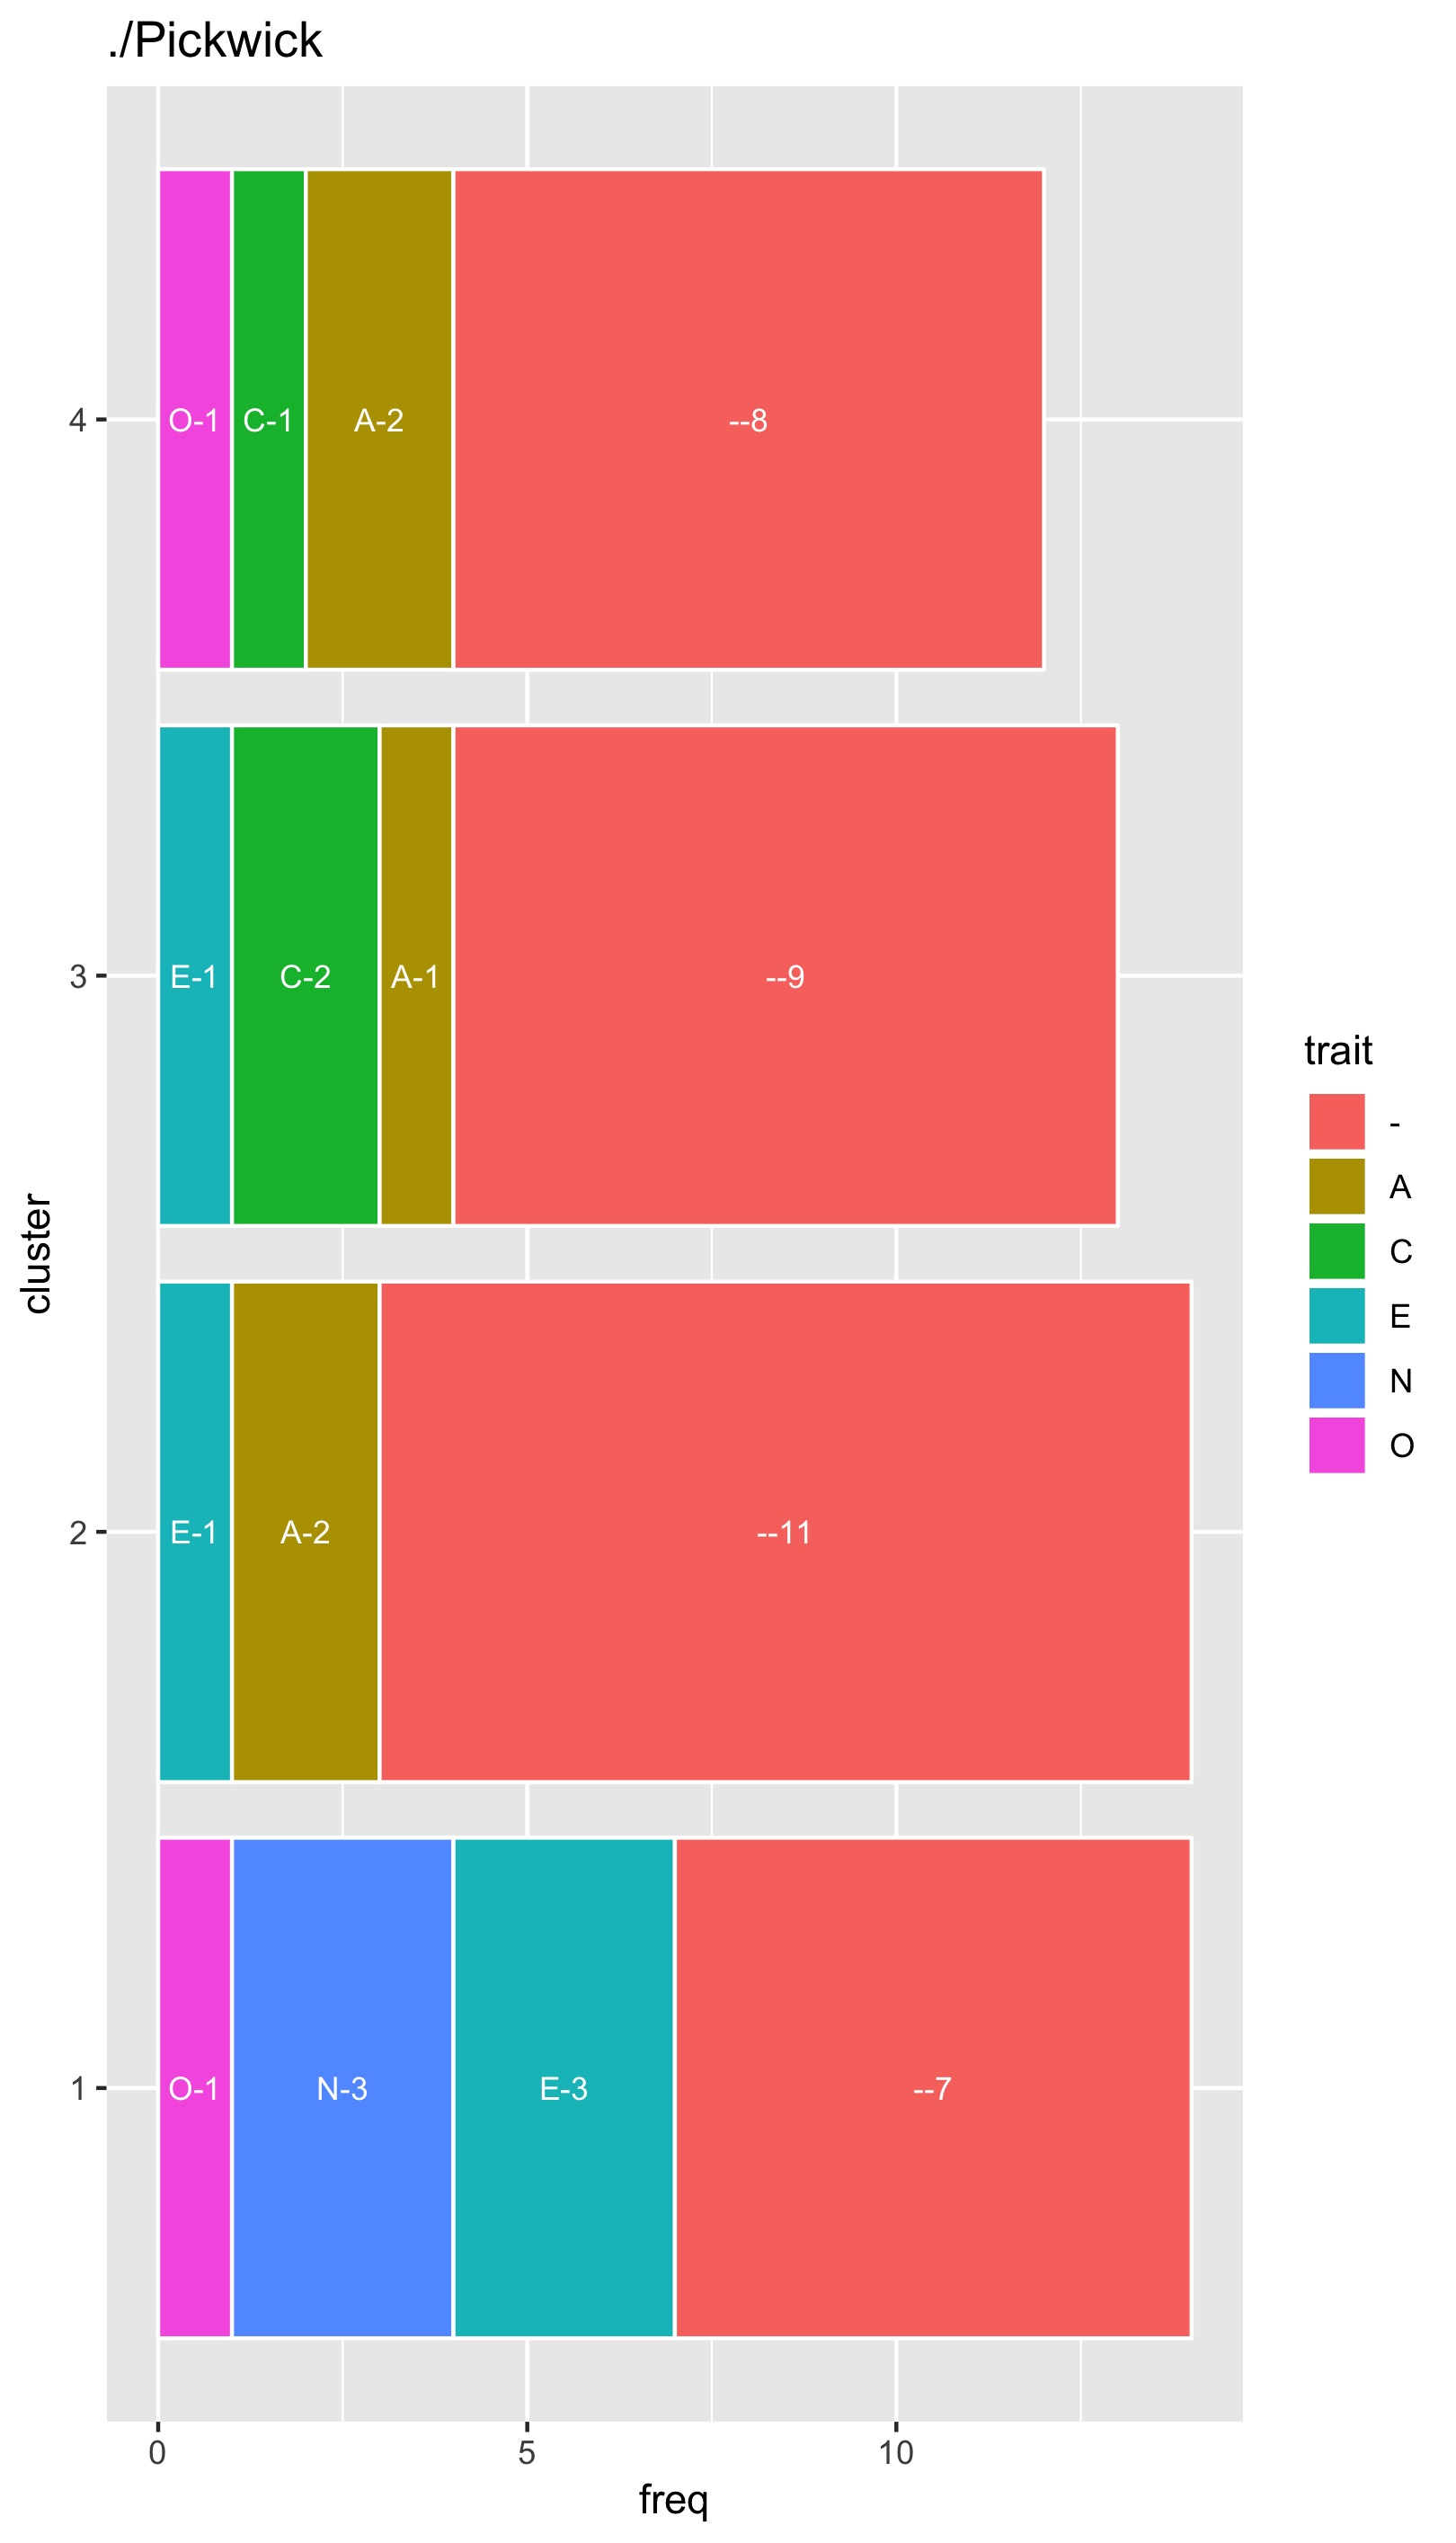 ./Pickwick
4
O-1 C-1 A-2 --8
3
E-1 C-2 A-1 --9
2
E-1 A-2 --11
1
O-1 N-3 E-3 --7
0 5 10
freq
cluster
trait
-
A
C
E
N
O